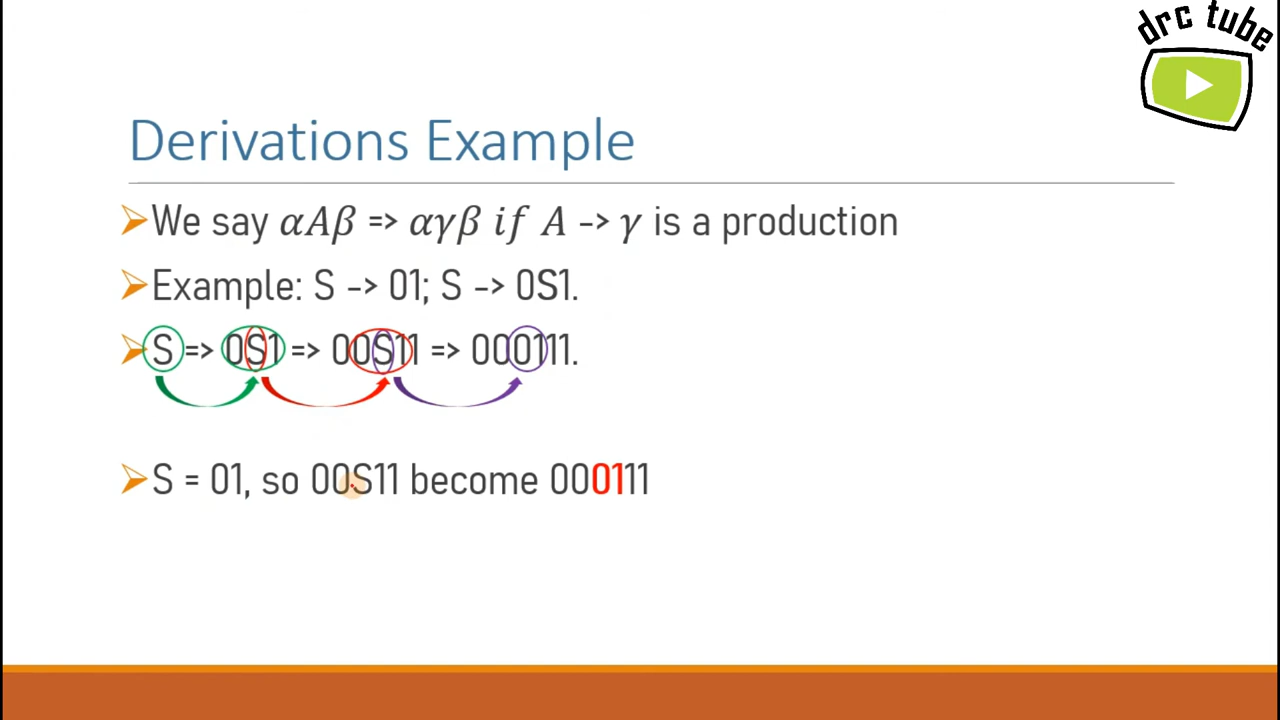 drc tube
Derivations Example
We say αAβ => αγβ if A -> γ is a production
Example: S -> 01; S -> 0S1.
S => 0S1 => 00S11 => 000111.
S = 01, so 00S11 become 000111